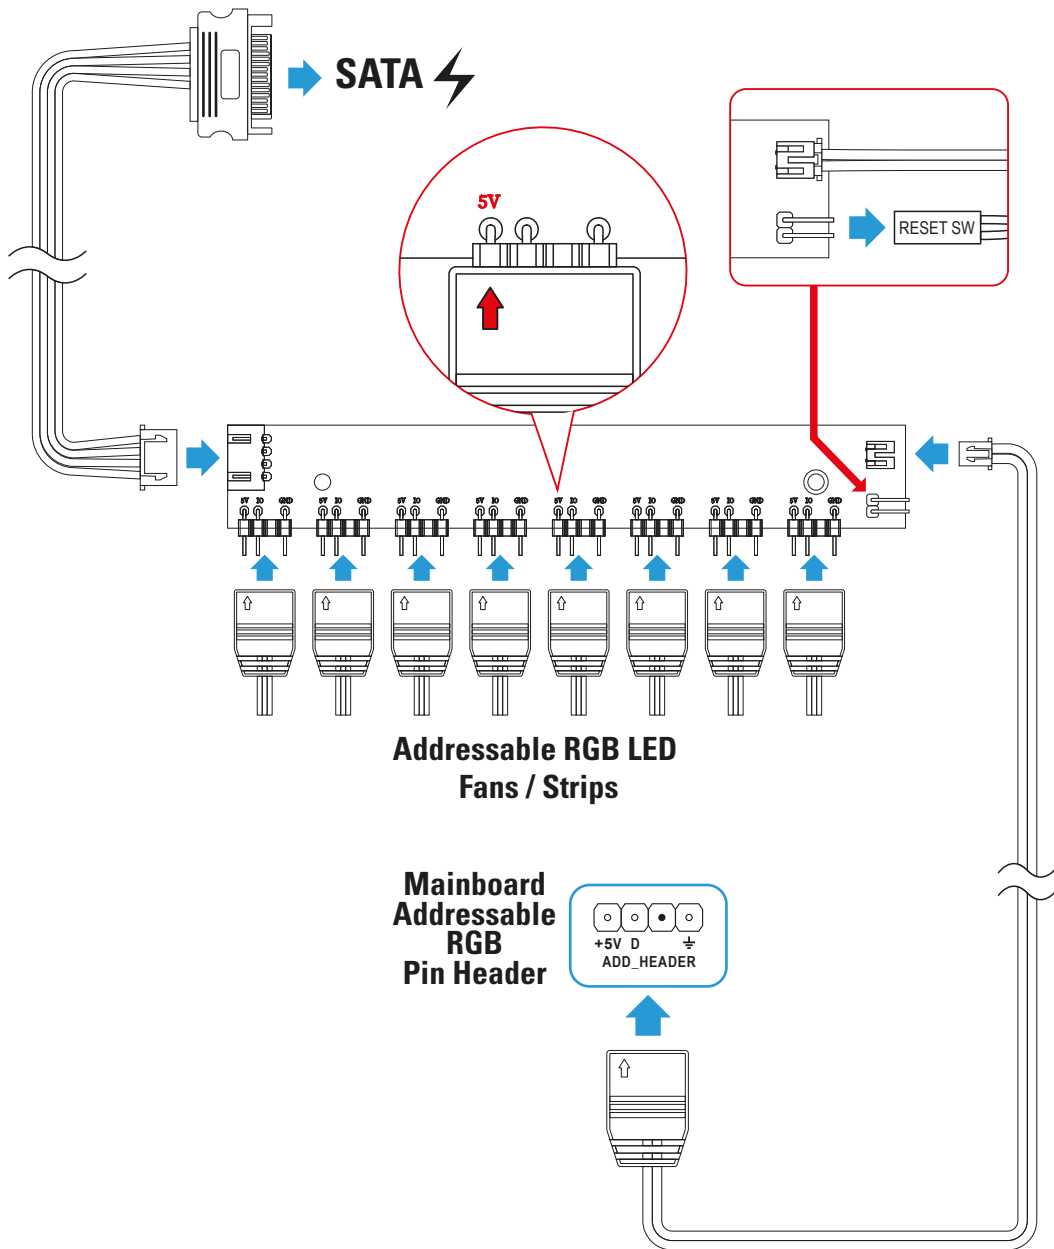 SATA
5V
RESET SW
5V IO GND
5V IO GND
5V IO GND
5V IO GND
5V IO GND
5V IO GND
5V IO GND
5V IO GND
Addressable RGB LED
Fans / Strips
Mainboard
Addressable
RGB
Pin Header
+5V D
ADD_HEADER